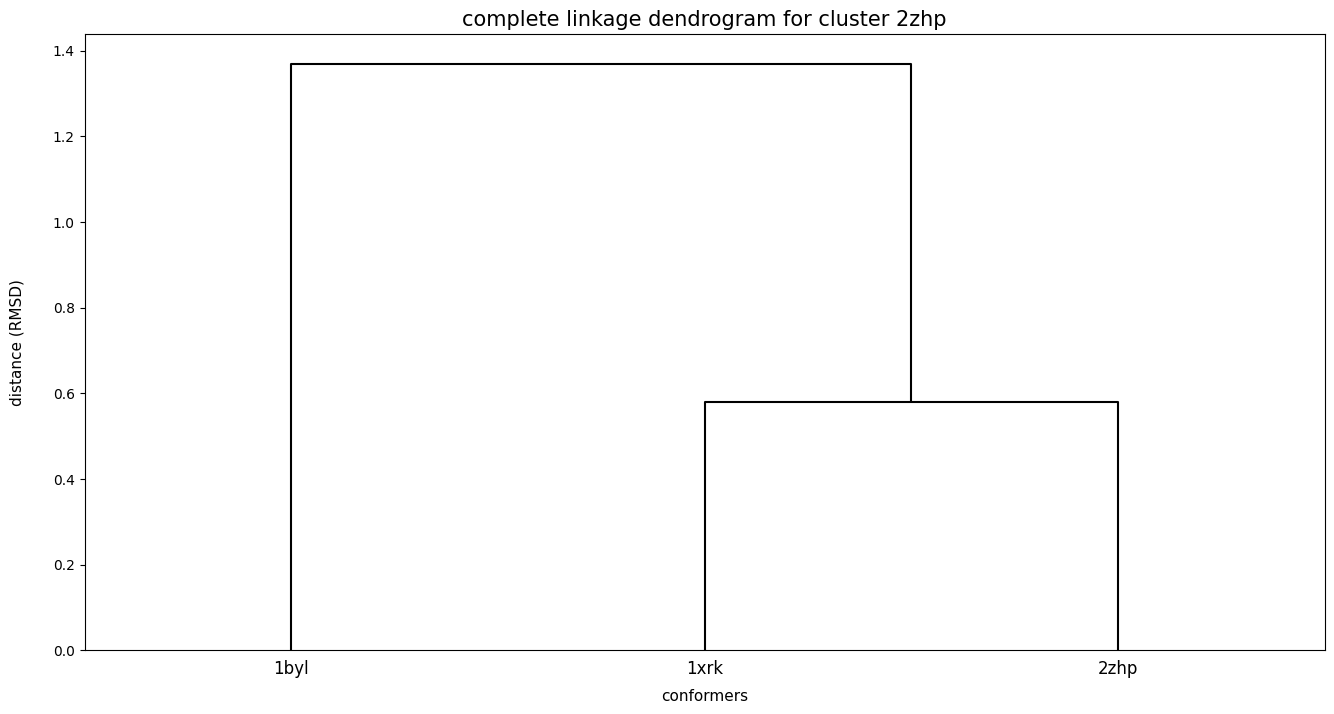 complete linkage dendrogram for cluster 2zhp
1.4
1.2
1.0
0.8
0.6
0.4
0.2
0.0
distance (RMSD)
1byl 1xrk 2zhp
conformers